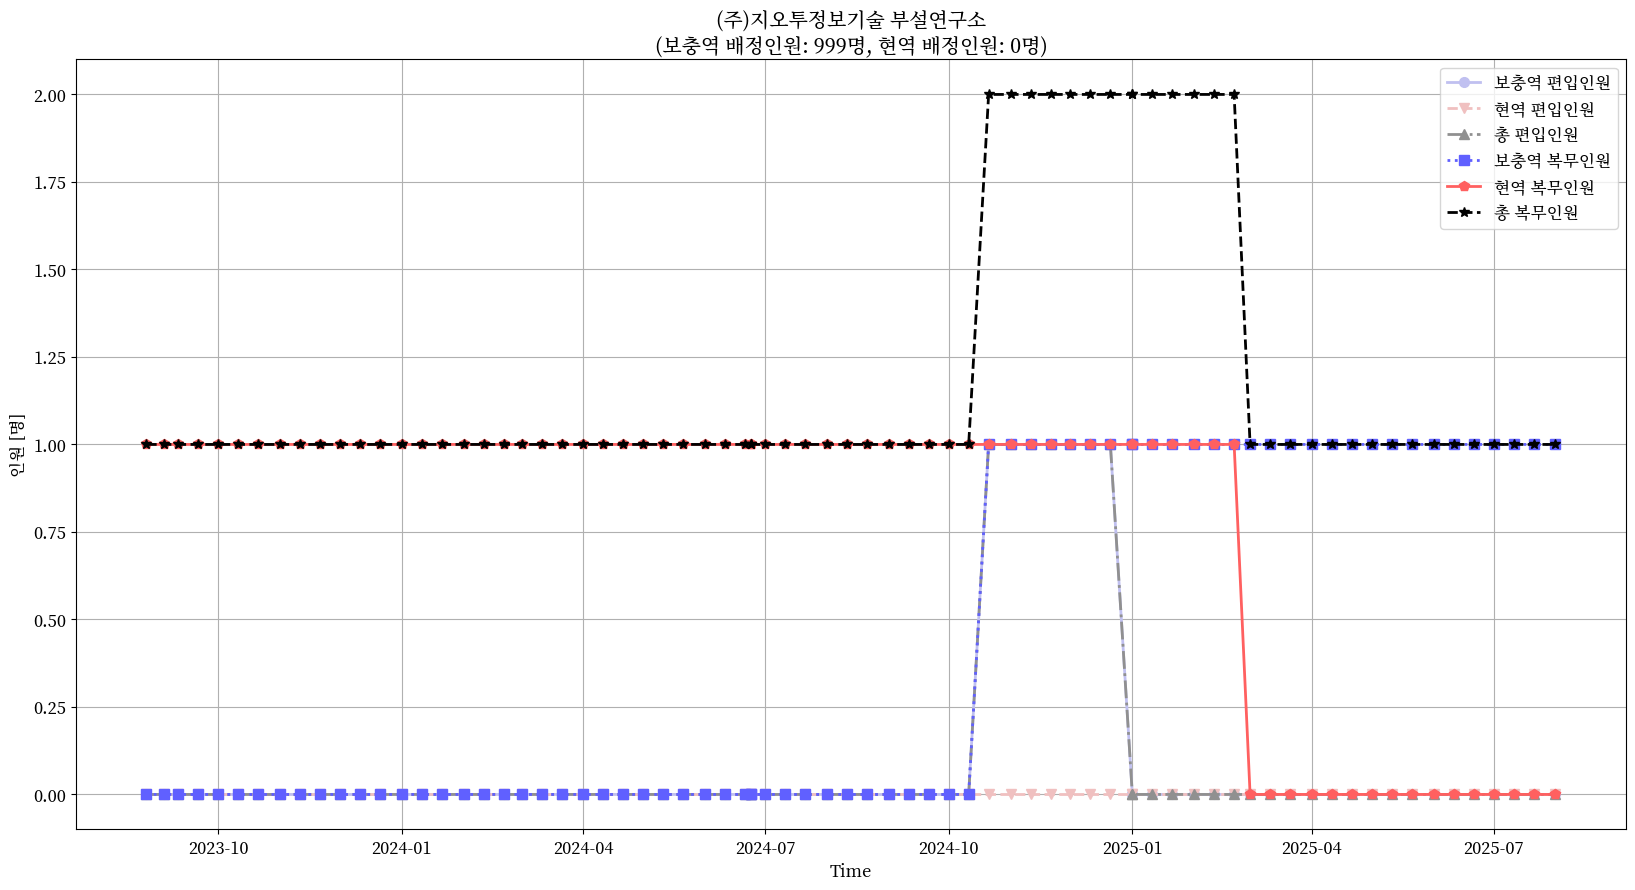 (주)지오투정보기술 부설연구소
(보충역 배정인원: 999명, 현역 배정인원: 0명)
보충역 편입인원
현역 편입인원
총 편입인원
보충역 복무인원
현역 복무인원
총 복무인원
인원 [명]
2.00
1.75
1.50
1.25
1.00
0.75
0.50
0.25
0.00
2023-10
2024-01
2024-04
2024-07
2024-10
2025-01
2025-04
2025-07
Time